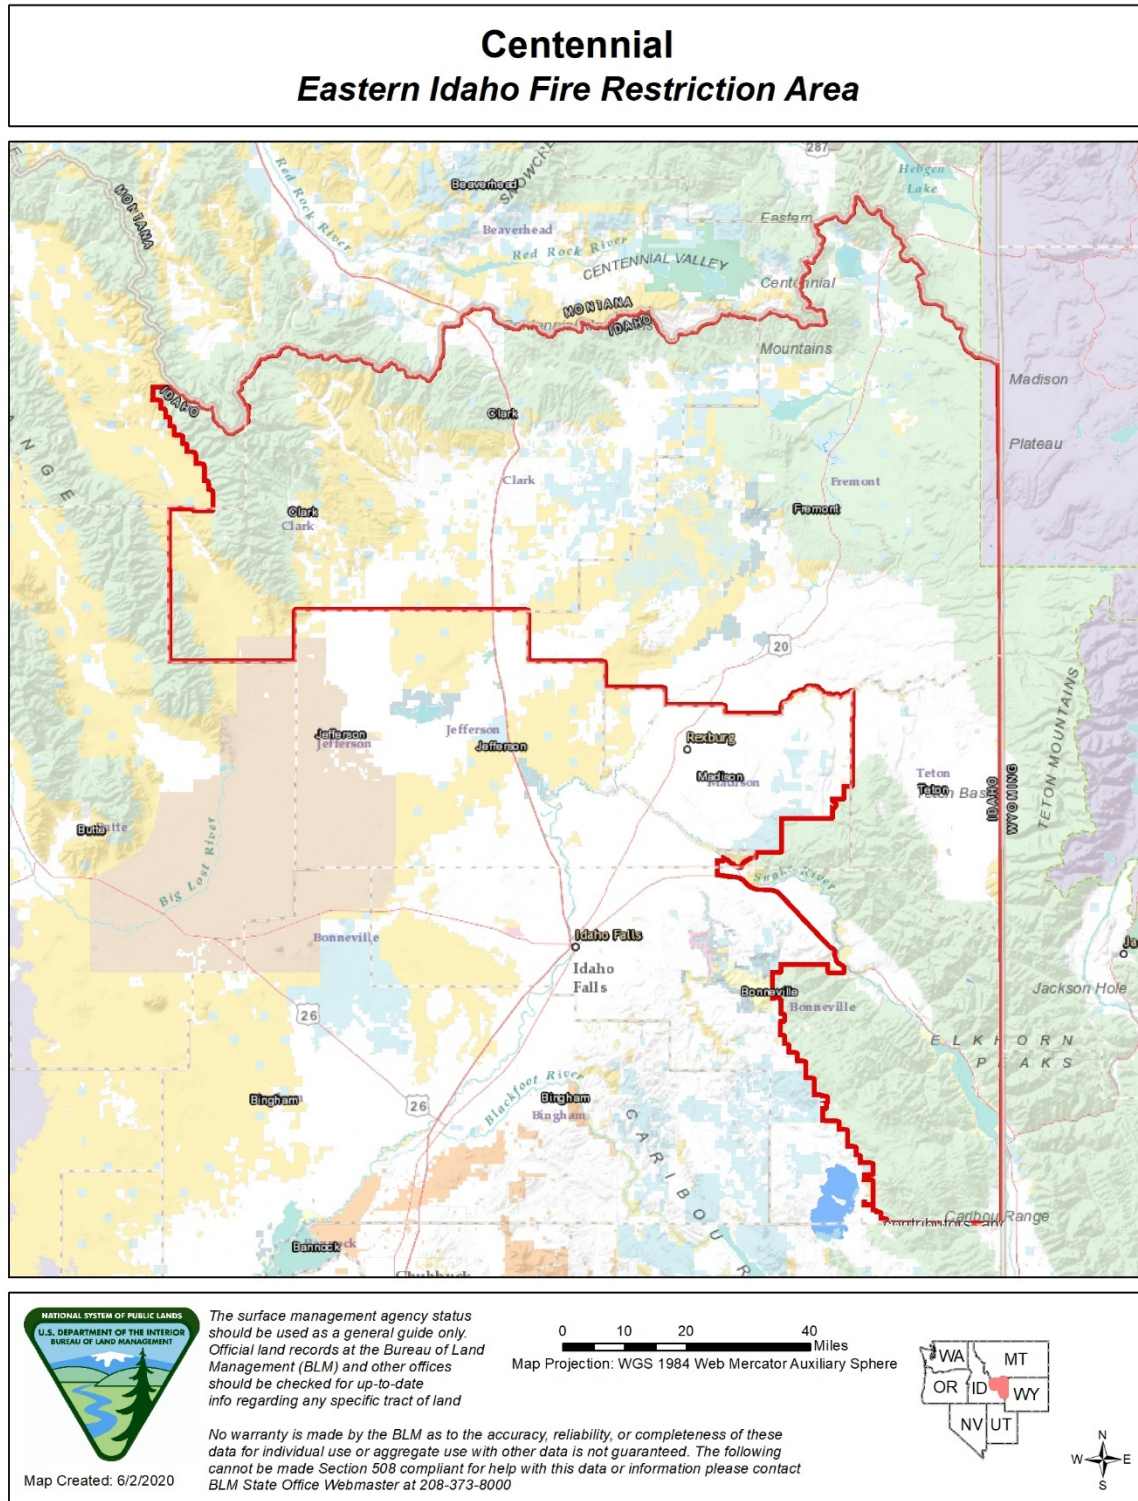 Centennial
Eastern Idaho Fire Restriction Area
287
Hebgen
Lake
MONTANA
Red Rock
River
Beaverhead
Beaverhead
Red Rock River
CENTENNIAL VALLEY
Eastern
Centennial
Mountains
MONTANA
IDAHO
IDAHO
Madison
Plateau
Clark
Clark
Clark
Clark
Fremont
Fremont
20
Jefferson
Jefferson
Jefferson
Jefferson
Rexburg
Madison
Madison
Teton
Teton
IDAHO
WYOMING
TETON MOUNTAINS
Butte
Big Lost River
Snake River
Bonneville
Idaho Falls
Idaho
Falls
Bonneville
Bonneville
Jackson Hole
ELKHORN
PEAKS
26
26
Blackfoot River
Bingham
Bingham
Bingham
Caribou Range
Bannock
NATIONAL SYSTEM OF PUBLIC LANDS
U.S. DEPARTMENT OF THE INTERIOR
BUREAU OF LAND MANAGEMENT
Map Created: 6/2/2020
The surface management agency status
should be used as a general guide only.
Official land records at the Bureau of Land
Management (BLM) and other offices
should be checked for up-to-date
info regarding any specific tract of land
No warranty is made by the BLM as to the accuracy, reliability, or completeness of these
data for individual use or aggregate use with other data is not guaranteed. The following
cannot be made Section 508 compliant for help with this data or information please contact
BLM State Office Webmaster at 208-373-8000
0 10 20 40
Miles
Map Projection: WGS 1984 Web Mercator Auxiliary Sphere
WA MT
OR ID WY
NV UT
N
W E
S